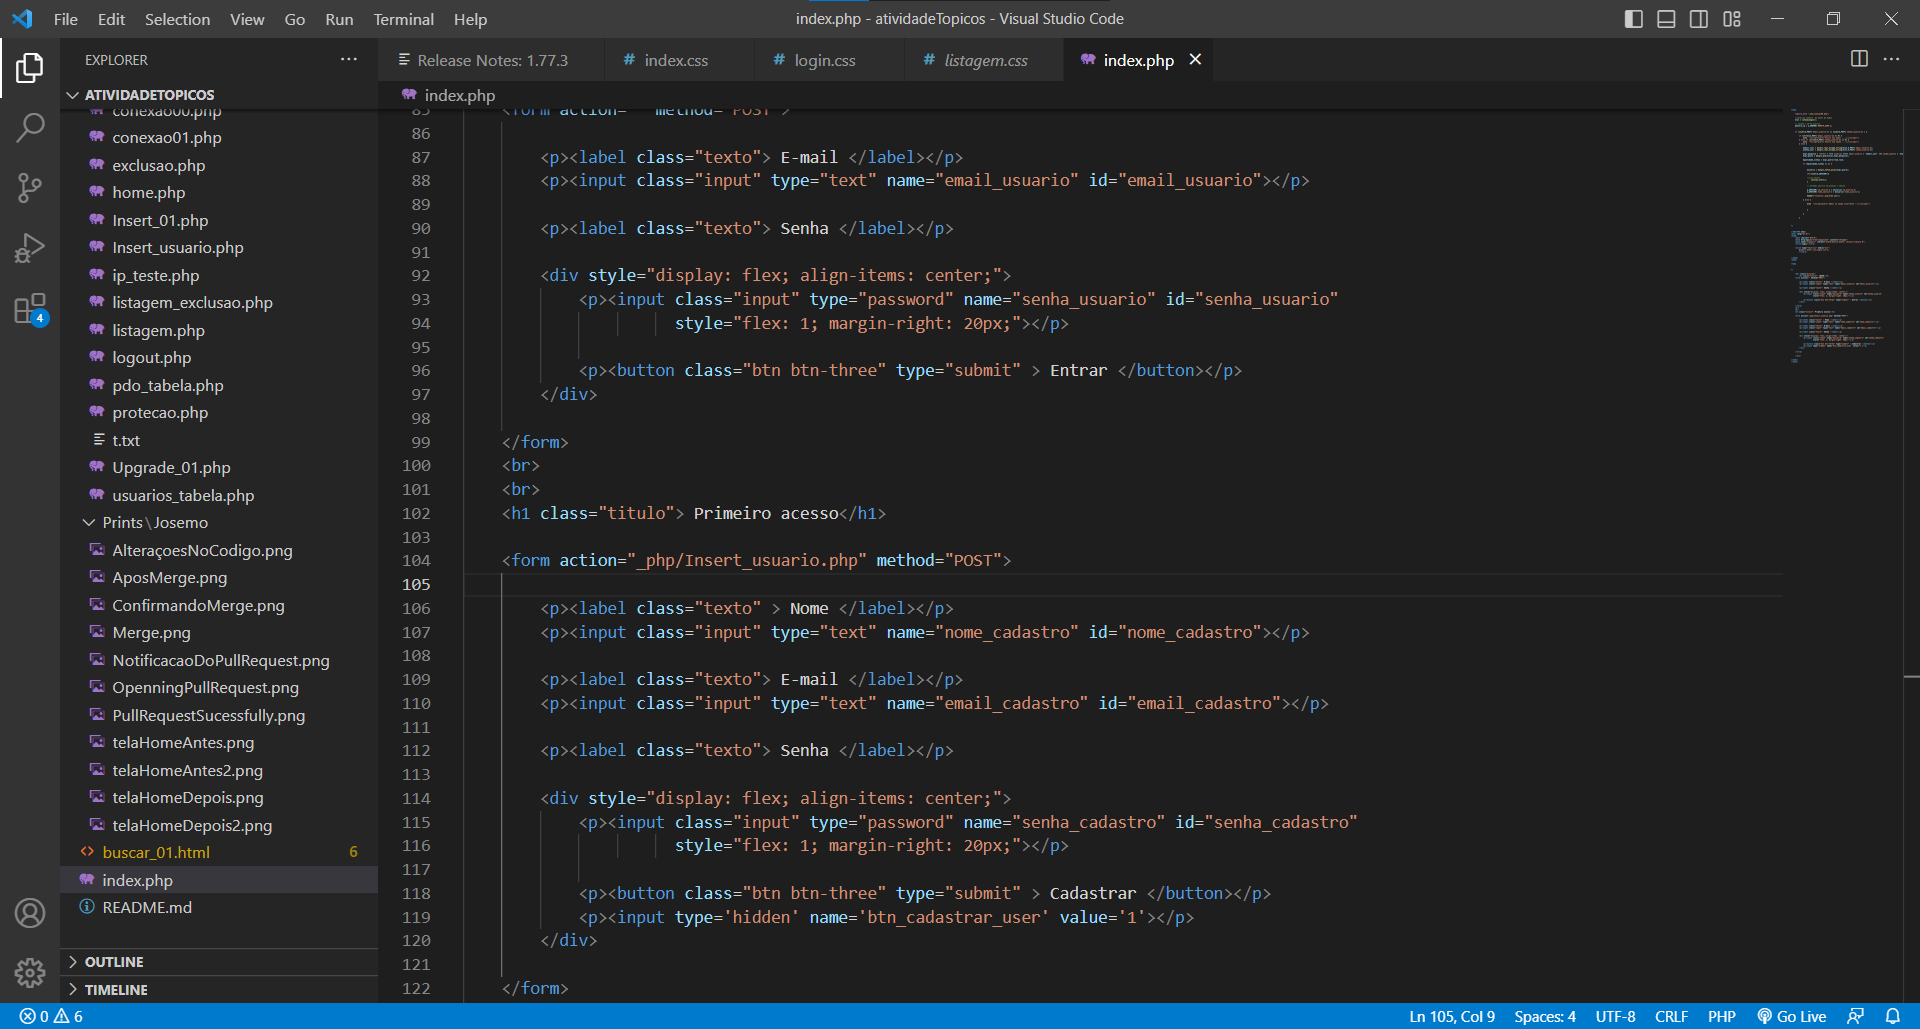 File Edit Selection View Go Run Terminal Help
index.php - atividadeTopicos - Visual Studio Code
EXPLORER
Release Notes: 1.77.3
# index.css
# login.css
# listagem.css
index.php
ATIVIDADETOPICOS
conexao00.php
conexao01.php
exclusao.php
home.php
Insert_01.php
Insert_usuario.php
ip_teste.php
listagem_exclusao.php
listagem.php
logout.php
pdo_tabela.php
protecao.php
t.txt
Upgrade_01.php
usuarios_tabela.php
Prints\Josemo
AlteraçoesNoCodigo.png
AposMerge.png
ConfirmandoMerge.png
Merge.png
NotificacaoDoPullRequest.png
OpenningPullRequest.png
PullRequestSucessfully.png
telaHomeAntes.png
telaHomeAntes2.png
telaHomeDepois.png
telaHomeDepois2.png
buscar_01.html 6
index.php
README.md
OUTLINE
TIMELINE
4
index.php
85 <form action="" method="POST">
86
87 <p><label class="texto"> E-mail </label></p>
88 <p><input class="input" type="text" name="email_usuario" id="email_usuario"></p>
89
90 <p><label class="texto"> Senha </label></p>
91
92 <div style="display: flex; align-items: center;">
93 <p><input class="input" type="password" name="senha_usuario" id="senha_usuario"
94 style="flex: 1; margin-right: 20px;"></p>
95
96 <p><button class="btn btn-three" type="submit" > Entrar </button></p>
97 </div>
98
99 </form>
100 <br>
101 <br>
102 <h1 class="titulo"> Primeiro acesso</h1>
103
104 <form action="_php/Insert_usuario.php" method="POST">
105
106 <p><label class="texto" > Nome </label></p>
107 <p><input class="input" type="text" name="nome_cadastro" id="nome_cadastro"></p>
108
109 <p><label class="texto"> E-mail </label></p>
110 <p><input class="input" type="text" name="email_cadastro" id="email_cadastro"></p>
111
112 <p><label class="texto"> Senha </label></p>
113
114 <div style="display: flex; align-items: center;">
115 <p><input class="input" type="password" name="senha_cadastro" id="senha_cadastro"
116 style="flex: 1; margin-right: 20px;"></p>
117
118 <p><button class="btn btn-three" type="submit" > Cadastrar </button></p>
119 <p><input type='hidden' name='btn_cadastrar_user' value='1'></p>
120 </div>
121
122 </form>
0 6
Ln 105, Col 9 Spaces: 4 UTF-8 CRLF PHP Go Live